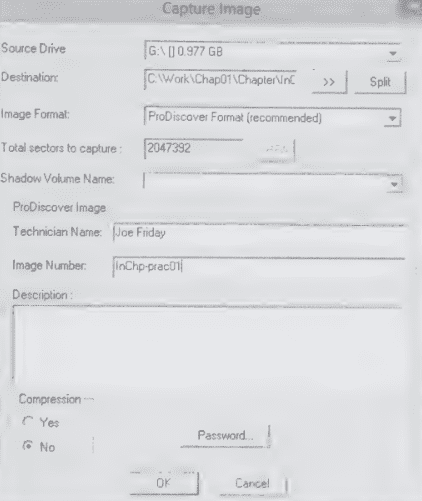 Capture Image
Source Drive G:\ [] 0.977 GB
Destination: C:\Work\Chap01\Chapter\InC >> Split
Image Format: ProDiscover Format (recommended)
Total sectors to capture : 2047392
Shadow Volume Name:
ProDiscover Image
Technician Name: Joe Friday
Image Number: InChp-prac01
Description :
Compression
Yes
No
Password...
OK Cancel